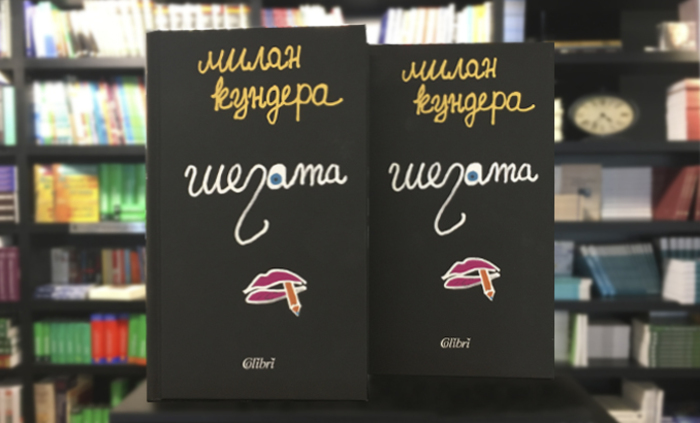 милан
кундера
шегата
Colibri
милан
кундера
шегата
Colibri